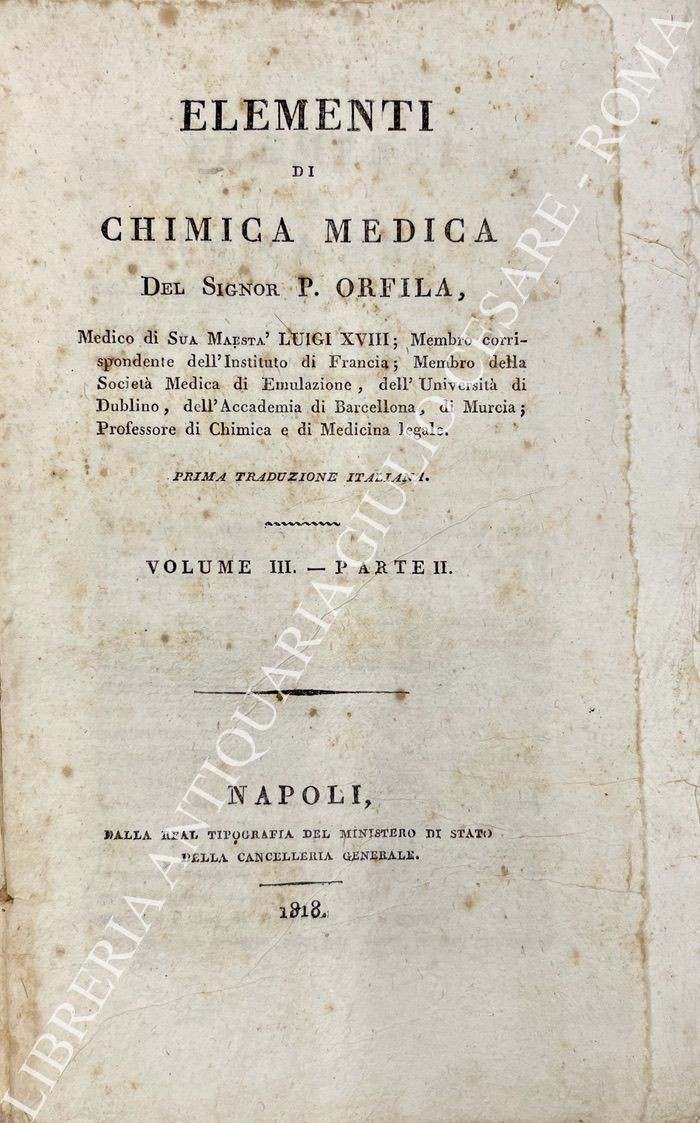 ELEMENTI
DI
CHIMICA MEDICA
DEL SIGNOR P. ORFILA,
Medico di SUA MAESTA' LUIGI XVIII; Membro corri-
spondente dell'Instituto di Francia; Membro della
Società Medica di Emulazione, dell'Università di
Dublino, dell'Accademia di Barcellona, di Murcia;
Professore di Chimica e di Medicina legale.
PRIMA TRADUZIONE ITALIANA.
VOLUME III. — PARTE II.
NAPOLI,
DALLA REAL TIPOGRAFIA DEL MINISTERO DI STATO
DELLA CANCELLERIA GENERALE.
1818.
LIBRERIA ANTIQUARIA GIULIO CESARE - ROMA